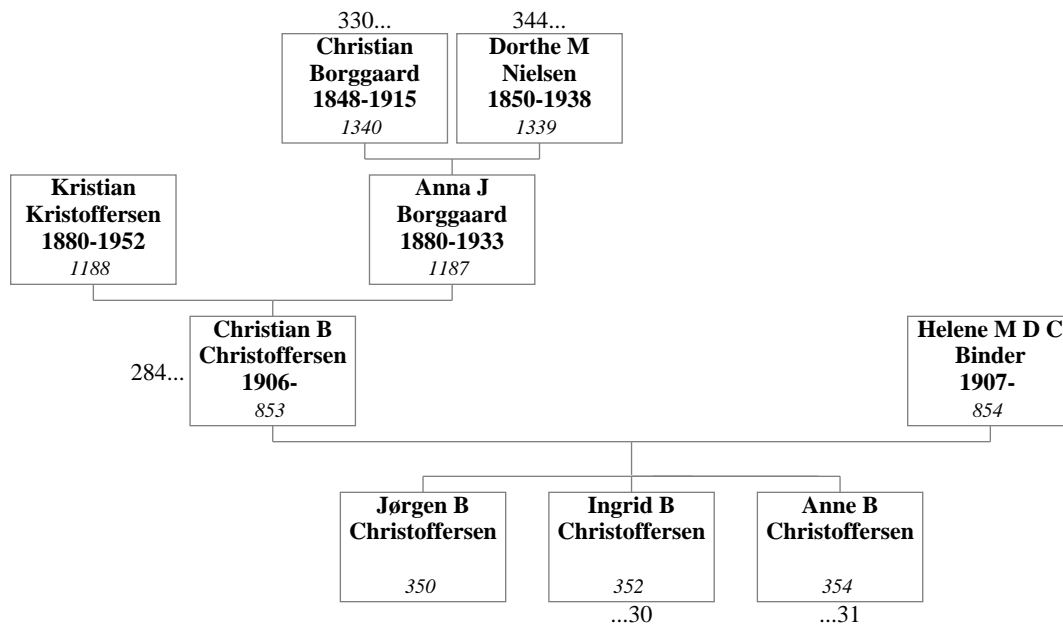 330...
Christian
Borggaard
1848-1915
1340
344...
Dorthe M
Nielsen
1850-1938
1339
Kristian
Kristoffersen
1880-1952
1188
Anna J
Borggaard
1880-1933
1187
284...
Christian B
Christoffersen
1906-
853
Helene M D C
Binder
1907-
854
Jørgen B
Christoffersen
350
Ingrid B
Christoffersen
352
...30
Anne B
Christoffersen
354
...31